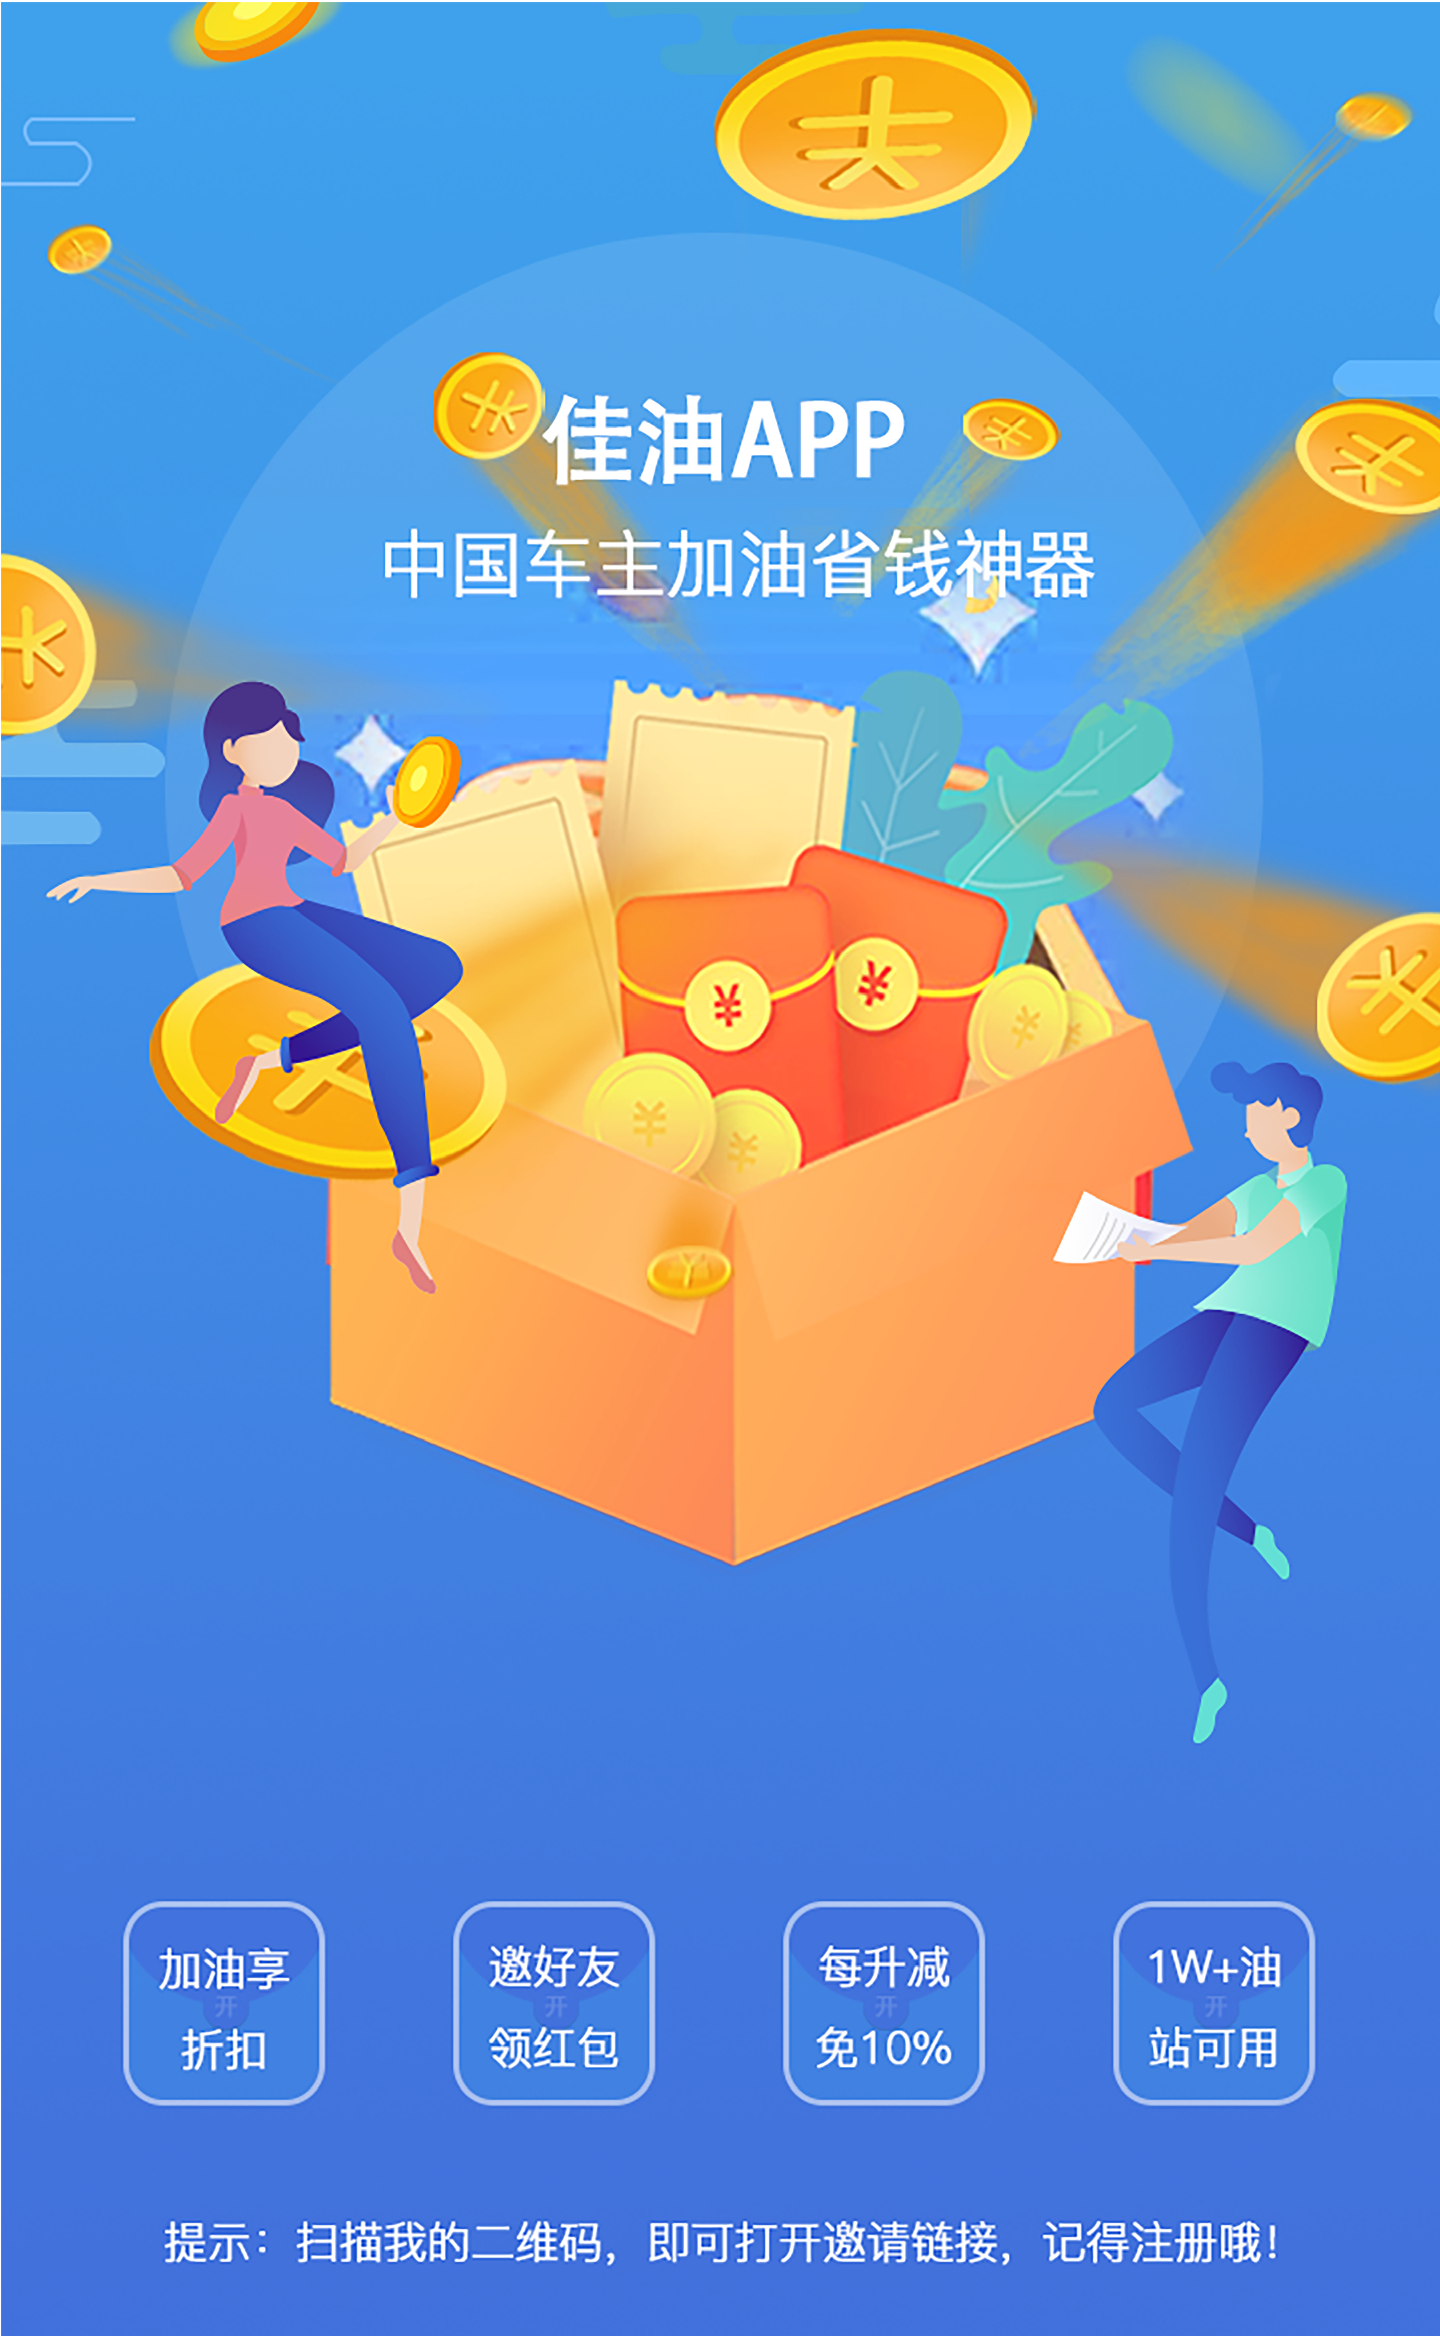 佳油APP
中国车主加油省钱神器
加油享
开
折扣
邀好友
开
领红包
每升减
开
免10%
1W+油
开
站可用
提示：扫描我的二维码，即可打开邀请链接，记得注册哦！